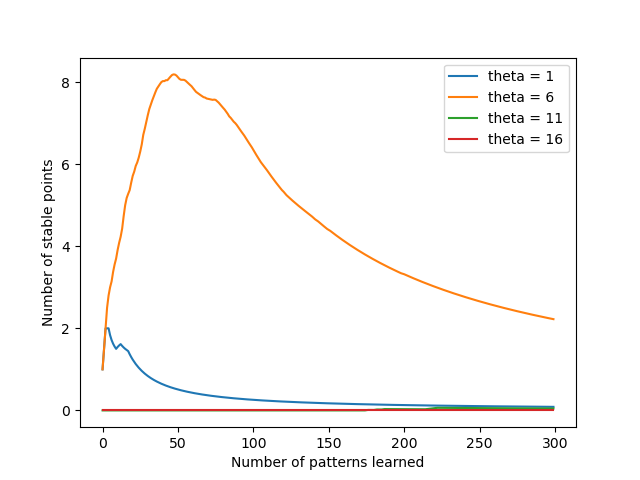 theta = 1
theta = 6
theta = 11
theta = 16
Number of stable points
8
6
4
2
0
0 50 100 150 200 250 300
Number of patterns learned